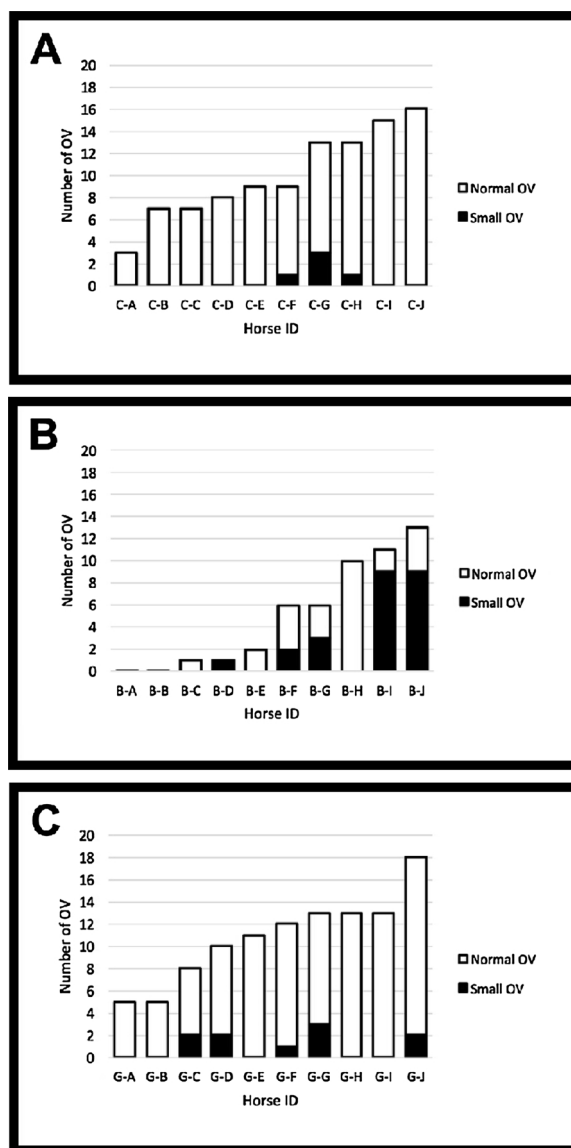 A
20
18
16
14
12
10
8
6
4
2
0
Number of OV
C-A C-B C-C C-D C-E C-F C-G C-H C-I C-J
Horse ID
Normal OV
Small OV
B
20
18
16
14
12
10
8
6
4
2
0
Number of OV
B-A B-B B-C B-D B-E B-F B-G B-H B-I B-J
Horse ID
Normal OV
Small OV
C
20
18
16
14
12
10
8
6
4
2
0
Number of OV
G-A G-B G-C G-D G-E G-F G-G G-H G-I G-J
Horse ID
Normal OV
Small OV